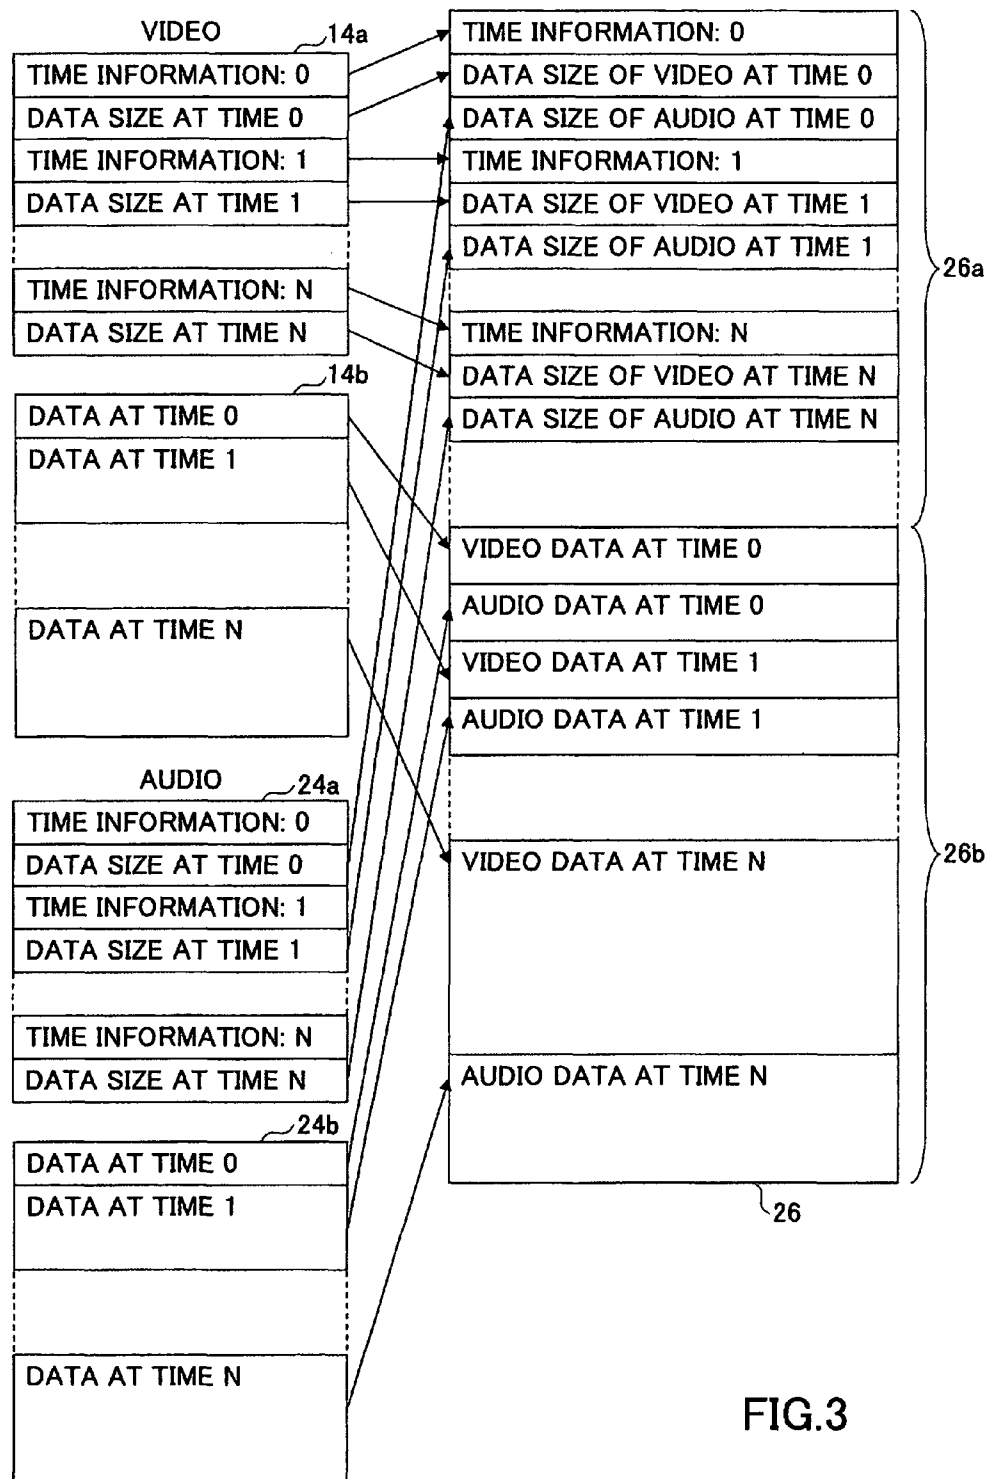 VIDEO
14a
TIME INFORMATION: 0
DATA SIZE AT TIME 0
TIME INFORMATION: 1
DATA SIZE AT TIME 1
TIME INFORMATION: N
DATA SIZE AT TIME N
14b
DATA AT TIME 0
DATA AT TIME 1
DATA AT TIME N
AUDIO
24a
TIME INFORMATION: 0
DATA SIZE AT TIME 0
TIME INFORMATION: 1
DATA SIZE AT TIME 1
TIME INFORMATION: N
DATA SIZE AT TIME N
24b
DATA AT TIME 0
DATA AT TIME 1
DATA AT TIME N
TIME INFORMATION: 0
DATA SIZE OF VIDEO AT TIME 0
DATA SIZE OF AUDIO AT TIME 0
TIME INFORMATION: 1
DATA SIZE OF VIDEO AT TIME 1
DATA SIZE OF AUDIO AT TIME 1
TIME INFORMATION: N
DATA SIZE OF VIDEO AT TIME N
DATA SIZE OF AUDIO AT TIME N
26a
VIDEO DATA AT TIME 0
AUDIO DATA AT TIME 0
VIDEO DATA AT TIME 1
AUDIO DATA AT TIME 1
VIDEO DATA AT TIME N
AUDIO DATA AT TIME N
26b
26
FIG.3